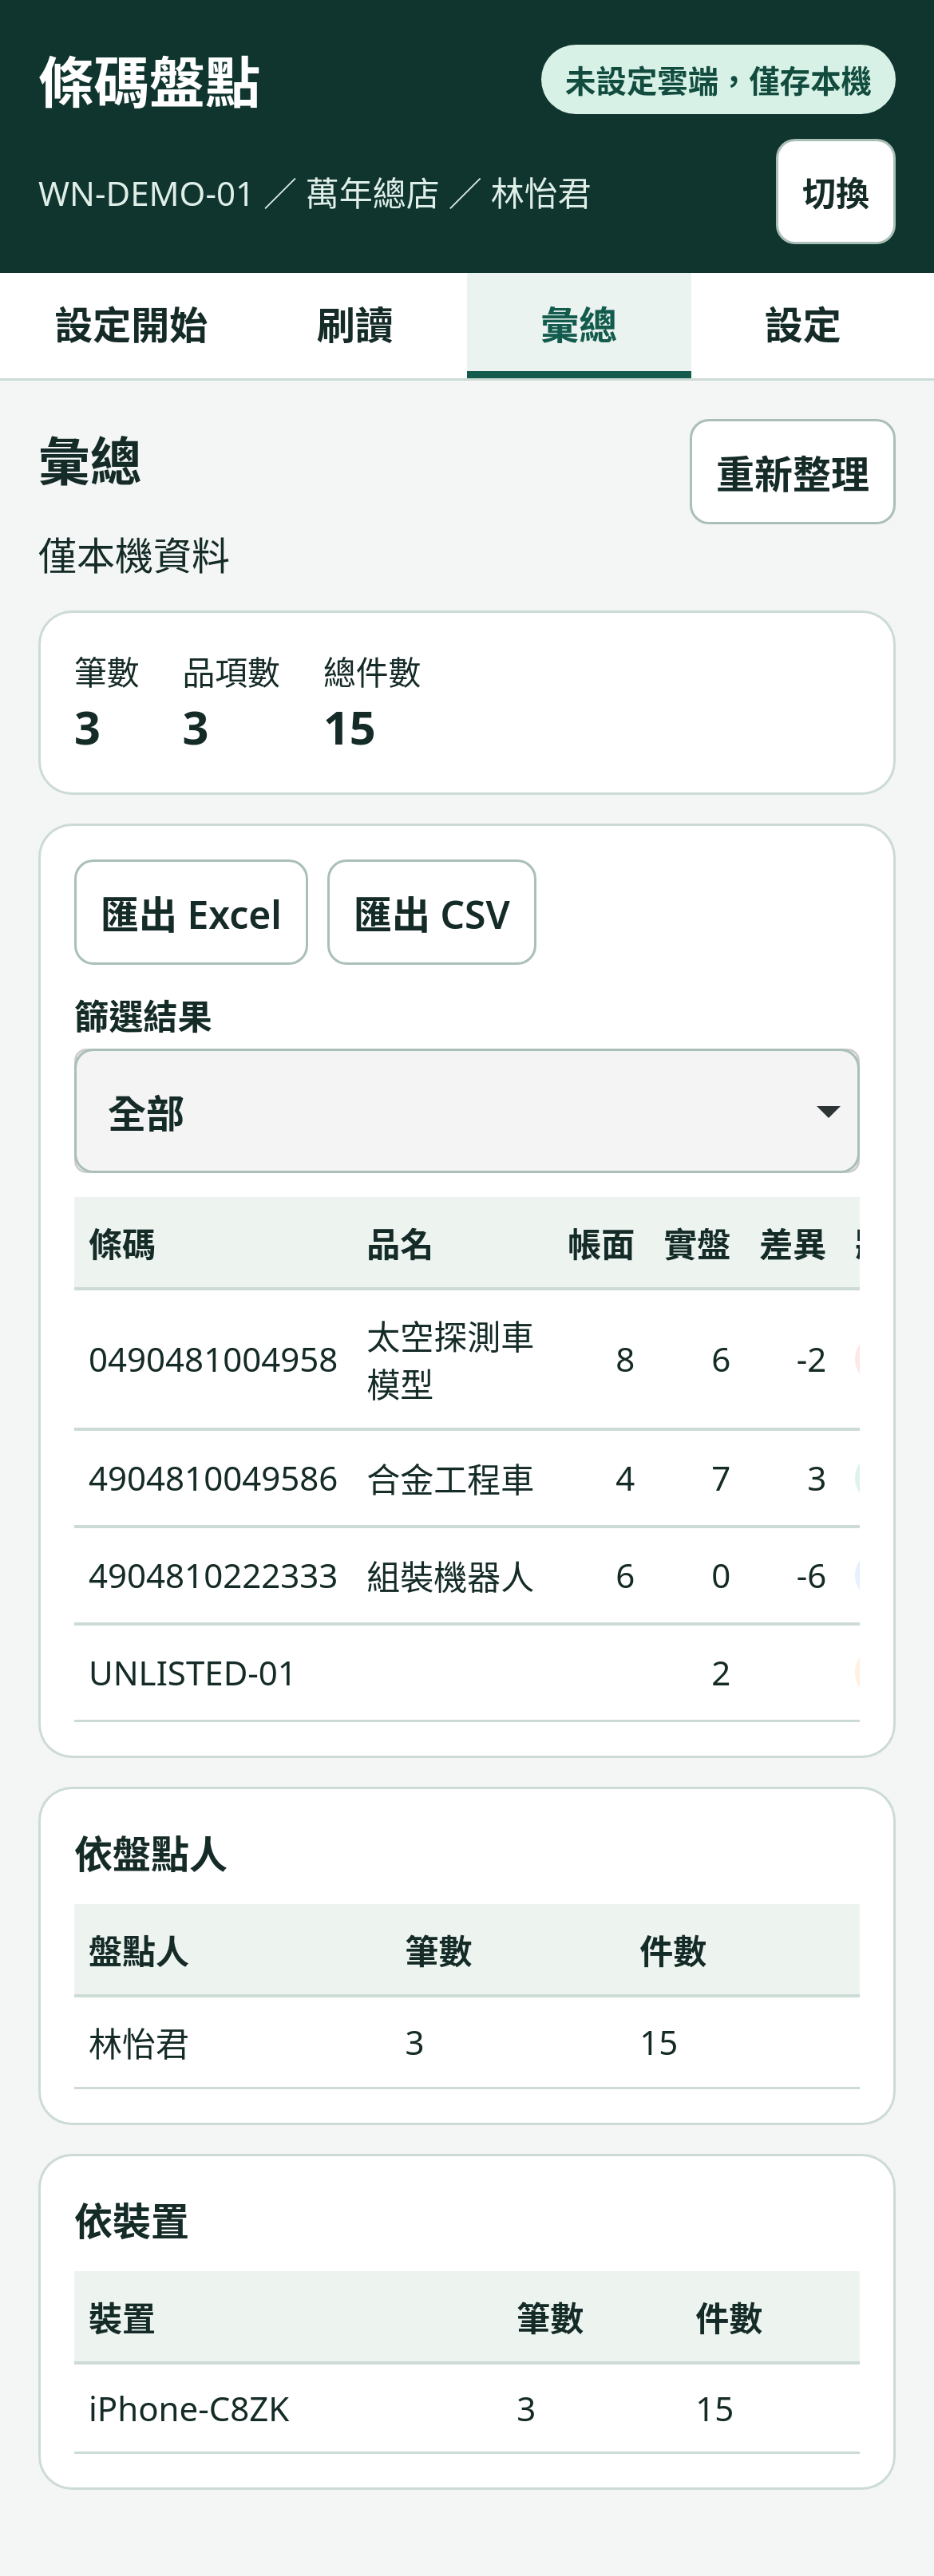 條碼盤點
未設定雲端，僅存本機
WN-DEMO-01 ／ 萬年總店 ／ 林怡君
切換
設定開始 刷讀 彙總 設定
彙總
重新整理
僅本機資料
筆數 品項數 總件數
3 3 15
匯出 Excel 匯出 CSV
篩選結果
全部
條碼 品名 帳面 實盤 差異
0490481004958 太空探測車 8 6 -2
模型
4904810049586 合金工程車 4 7 3
4904810222333 組裝機器人 6 0 -6
UNLISTED-01 2
依盤點人
盤點人 筆數 件數
林怡君 3 15
依裝置
裝置 筆數 件數
iPhone-C8ZK 3 15